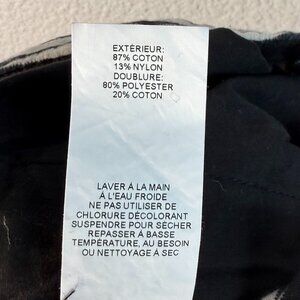 EXTÉRIEUR:
87% COTON
13% NYLON
DOUBLURE:
80% POLYESTER
20% COTON
LAVER À LA MAIN
À L'EAU FROIDE
NE PAS UTILISER DE
CHLORURE DÉCOLORANT
SUSPENDRE POUR SÈCHER
REPASSER À BASSE
TEMPÉRATURE, AU BESOIN
OU NETTOYAGE À SEC